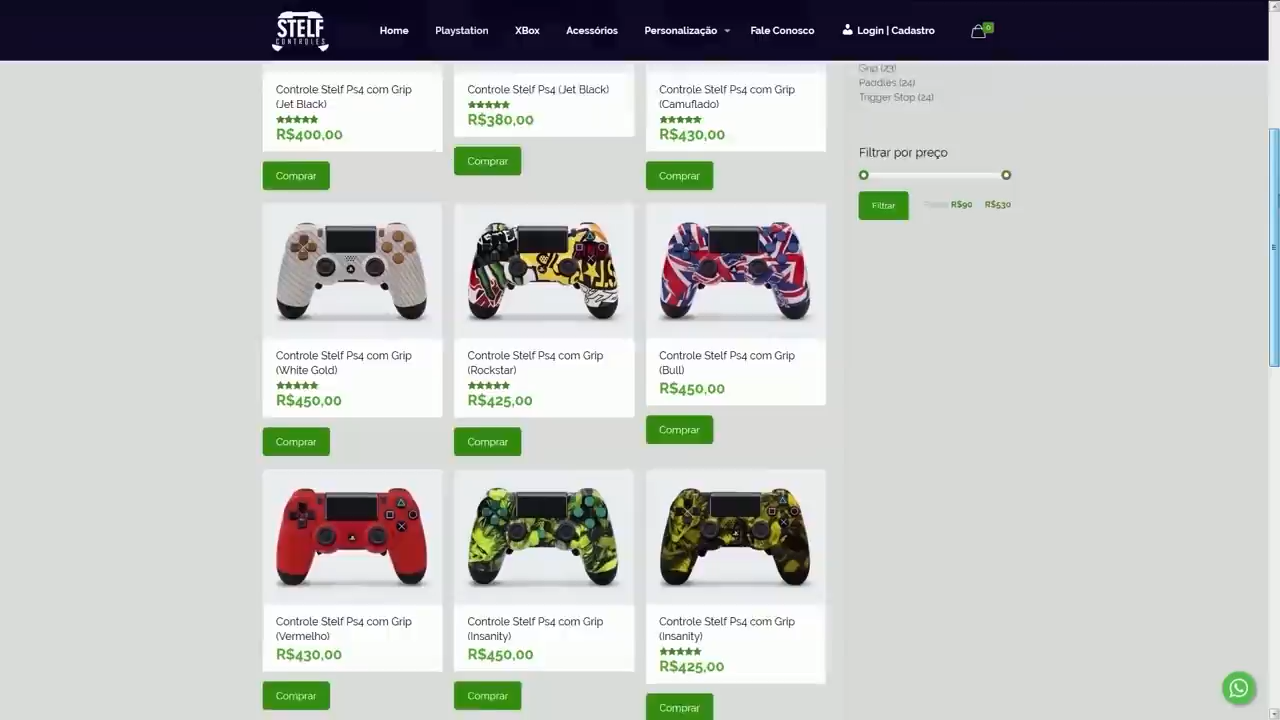 STELF
CONTROLES
Home
Playstation
XBox
Acessórios
Personalização
Fale Conosco
Login | Cadastro
0
Controle Stelf Ps4 com Grip
(Jet Black)
R$400,00
Comprar
Controle Stelf Ps4 (Jet Black)
R$380,00
Comprar
Controle Stelf Ps4 com Grip
(Camuflado)
R$430,00
Comprar
Grip (23)
Paddles (24)
Trigger Stop (24)
Filtrar por preço
Filtrar
R$90
R$530
Controle Stelf Ps4 com Grip
(White Gold)
R$450,00
Comprar
Controle Stelf Ps4 com Grip
(Rockstar)
R$425,00
Comprar
Controle Stelf Ps4 com Grip
(Bull)
R$450,00
Comprar
Controle Stelf Ps4 com Grip
(Vermelho)
R$430,00
Comprar
Controle Stelf Ps4 com Grip
(Insanity)
R$450,00
Comprar
Controle Stelf Ps4 com Grip
(Insanity)
R$425,00
Comprar